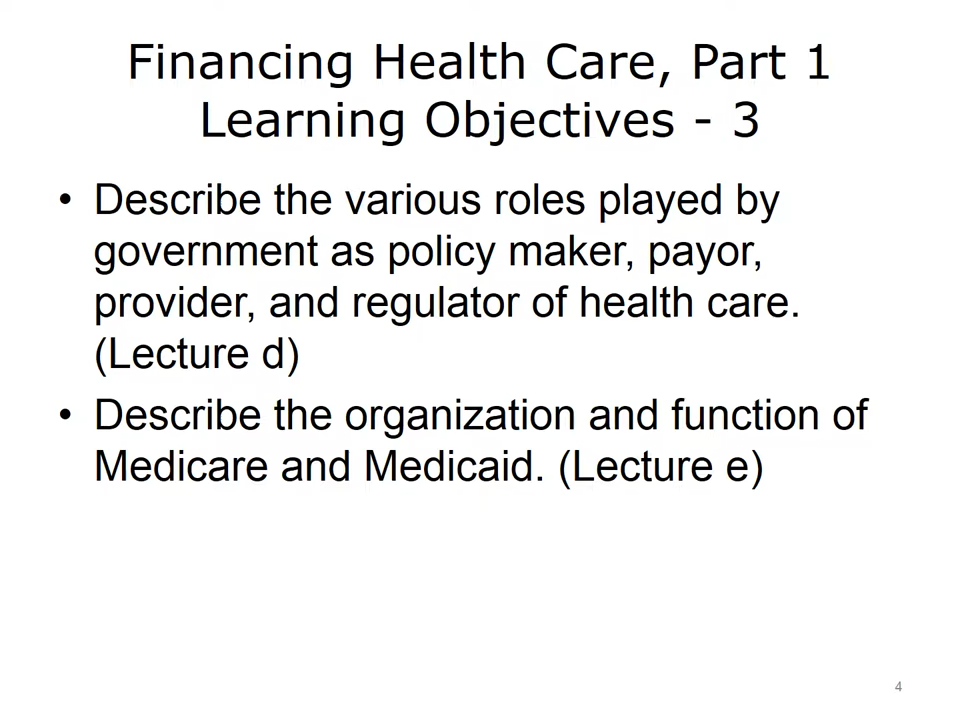 Financing Health Care, Part 1
Learning Objectives - 3
• Describe the various roles played by
government as policy maker, payor,
provider, and regulator of health care.
(Lecture d)
• Describe the organization and function of
Medicare and Medicaid. (Lecture e)
4